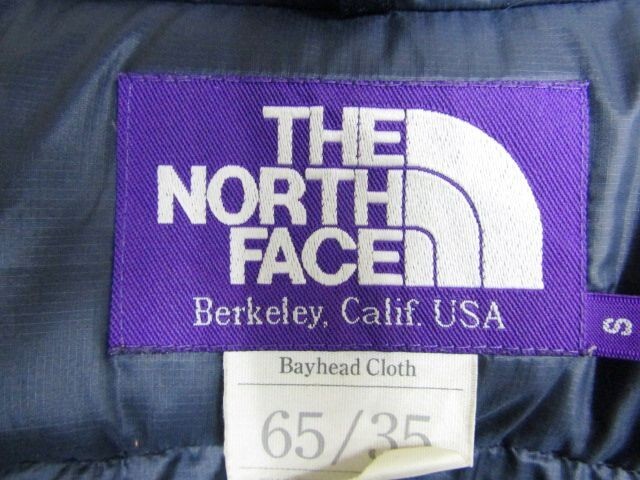 THE
NORTH
FACE
Berkeley, Calif. USA
S
Bayhead Cloth
65/35